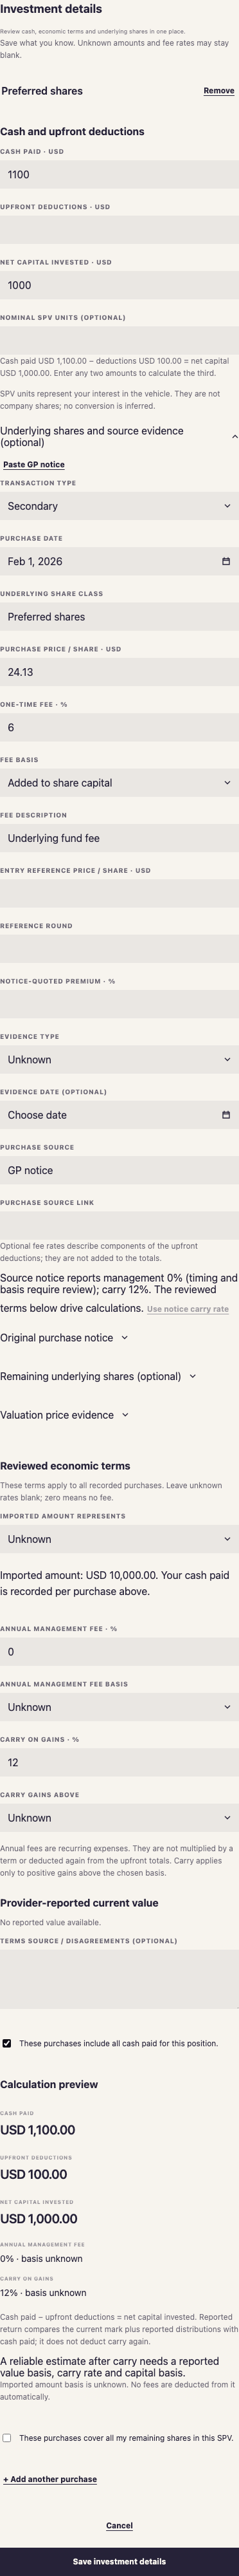 Investment details
Review cash, economic terms and underlying shares in one place.
Save what you know. Unknown amounts and fee rates may stay
blank.
Preferred shares
Remove
Cash and upfront deductions
CASH PAID · USD
1100
UPFRONT DEDUCTIONS · USD
NET CAPITAL INVESTED · USD
1000
NOMINAL SPV UNITS (OPTIONAL)
Cash paid USD 1,100.00 − deductions USD 100.00 = net capital
USD 1,000.00. Enter any two amounts to calculate the third.
SPV units represent your interest in the vehicle. They are not
company shares; no conversion is inferred.
Underlying shares and source evidence
(optional)
Paste GP notice
TRANSACTION TYPE
Secondary
PURCHASE DATE
Feb 1, 2026
UNDERLYING SHARE CLASS
Preferred shares
PURCHASE PRICE / SHARE · USD
24.13
ONE-TIME FEE · %
6
FEE BASIS
Added to share capital
FEE DESCRIPTION
Underlying fund fee
ENTRY REFERENCE PRICE / SHARE · USD
REFERENCE ROUND
NOTICE-QUOTED PREMIUM · %
EVIDENCE TYPE
Unknown
EVIDENCE DATE (OPTIONAL)
Choose date
PURCHASE SOURCE
GP notice
PURCHASE SOURCE LINK
Optional fee rates describe components of the upfront
deductions; they are not added to the totals.
Source notice reports management 0% (timing and
basis require review); carry 12%. The reviewed
terms below drive calculations. Use notice carry rate
Original purchase notice
Remaining underlying shares (optional)
Valuation price evidence
Reviewed economic terms
These terms apply to all recorded purchases. Leave unknown
rates blank; zero means no fee.
IMPORTED AMOUNT REPRESENTS
Unknown
Imported amount: USD 10,000.00. Your cash paid
is recorded per purchase above.
ANNUAL MANAGEMENT FEE · %
0
ANNUAL MANAGEMENT FEE BASIS
Unknown
CARRY ON GAINS · %
12
CARRY GAINS ABOVE
Unknown
Annual fees are recurring expenses. They are not multiplied by a
term or deducted again from the upfront totals. Carry applies
only to positive gains above the chosen basis.
Provider-reported current value
No reported value available.
TERMS SOURCE / DISAGREEMENTS (OPTIONAL)
These purchases include all cash paid for this position.
Calculation preview
CASH PAID
USD 1,100.00
UPFRONT DEDUCTIONS
USD 100.00
NET CAPITAL INVESTED
USD 1,000.00
ANNUAL MANAGEMENT FEE
0% · basis unknown
CARRY ON GAINS
12% · basis unknown
Cash paid − upfront deductions = net capital invested. Reported
return compares the current mark plus reported distributions with
cash paid; it does not deduct carry again.
A reliable estimate after carry needs a reported
value basis, carry rate and capital basis.
Imported amount basis is unknown. No fees are deducted from it
automatically.
These purchases cover all my remaining shares in this SPV.
+ Add another purchase
Cancel
Save investment details